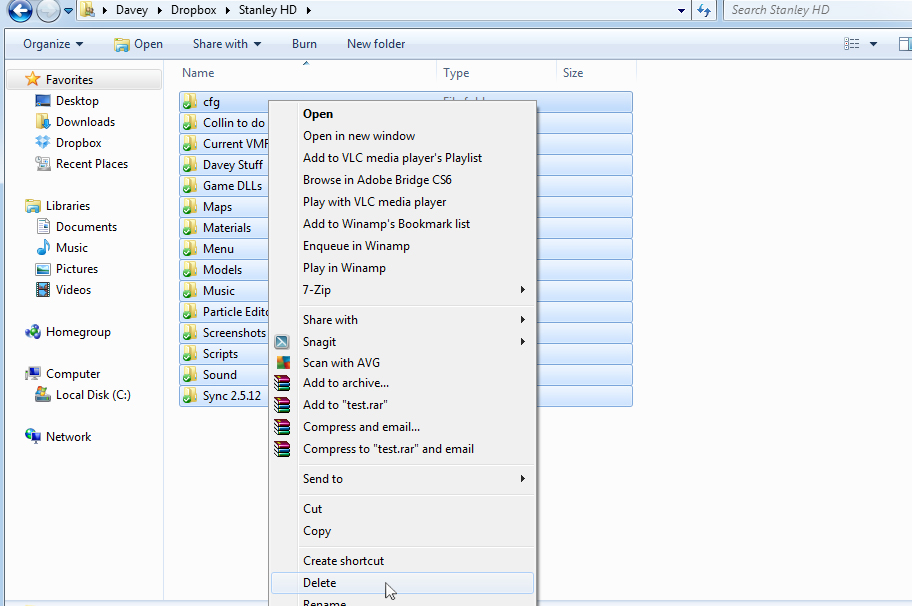 Davey Dropbox Stanley HD Search Stanley HD
Organize Open Share with Burn New folder
Name Type Size
Favorites
Desktop
Downloads
Dropbox
Recent Places
Libraries
Documents
Music
Pictures
Videos
Homegroup
Computer
Local Disk (C:)
Network
cfg
Collin to do
Current VMF
Davey Stuff
Game DLLs
Maps
Materials
Menu
Models
Music
Particle Edito
Screenshots
Scripts
Sound
Sync 2.5.12
Open
Open in new window
Add to VLC media player's Playlist
Browse in Adobe Bridge CS6
Play with VLC media player
Add to Winamp's Bookmark list
Enqueue in Winamp
Play in Winamp
7-Zip
Share with
Snagit
Scan with AVG
Add to archive...
Add to "test.rar"
Compress and email...
Compress to "test.rar" and email
Send to
Cut
Copy
Create shortcut
Delete
Rename